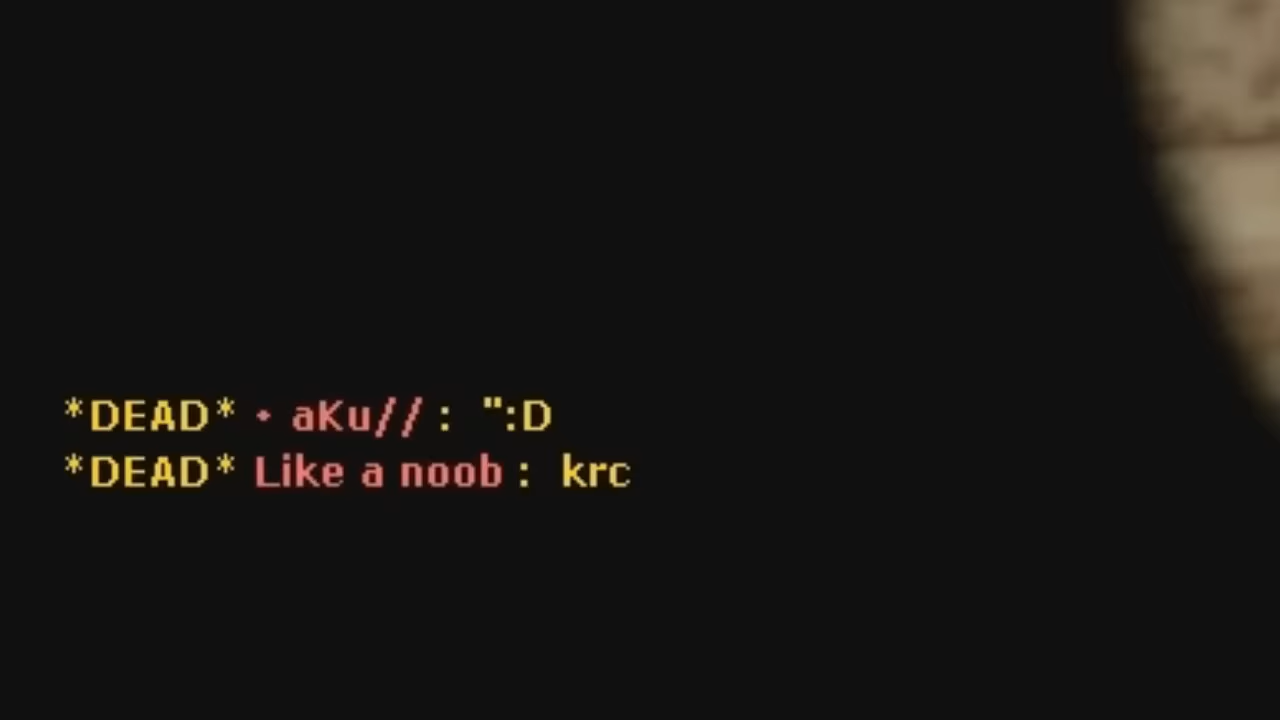 *DEAD* • aKu// : ":D
*DEAD* Like a noob : krc